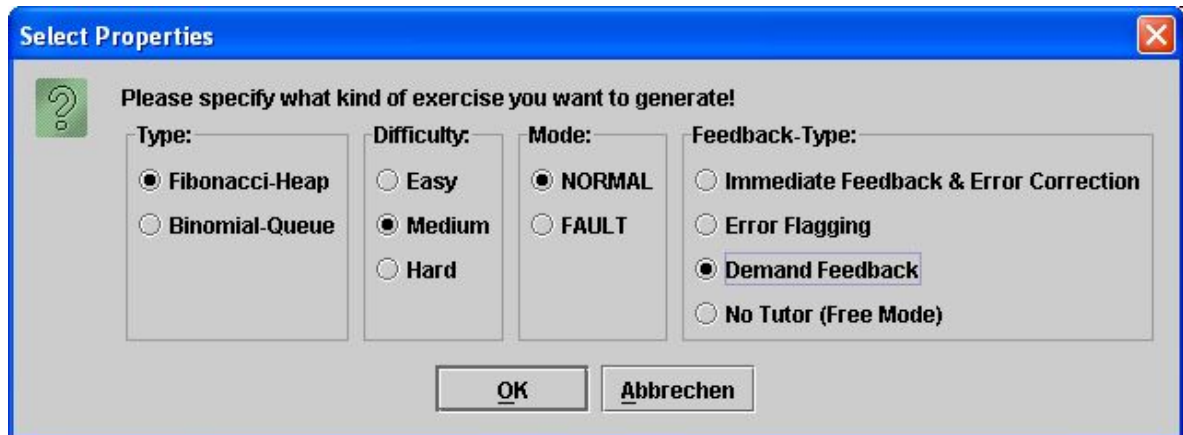 Select Properties
Please specify what kind of exercise you want to generate!
Type:
Fibonacci-Heap
Binomial-Queue
Difficulty:
Easy
Medium
Hard
Mode:
NORMAL
FAULT
Feedback-Type:
Immediate Feedback & Error Correction
Error Flagging
Demand Feedback
No Tutor (Free Mode)
OK
Abbrechen